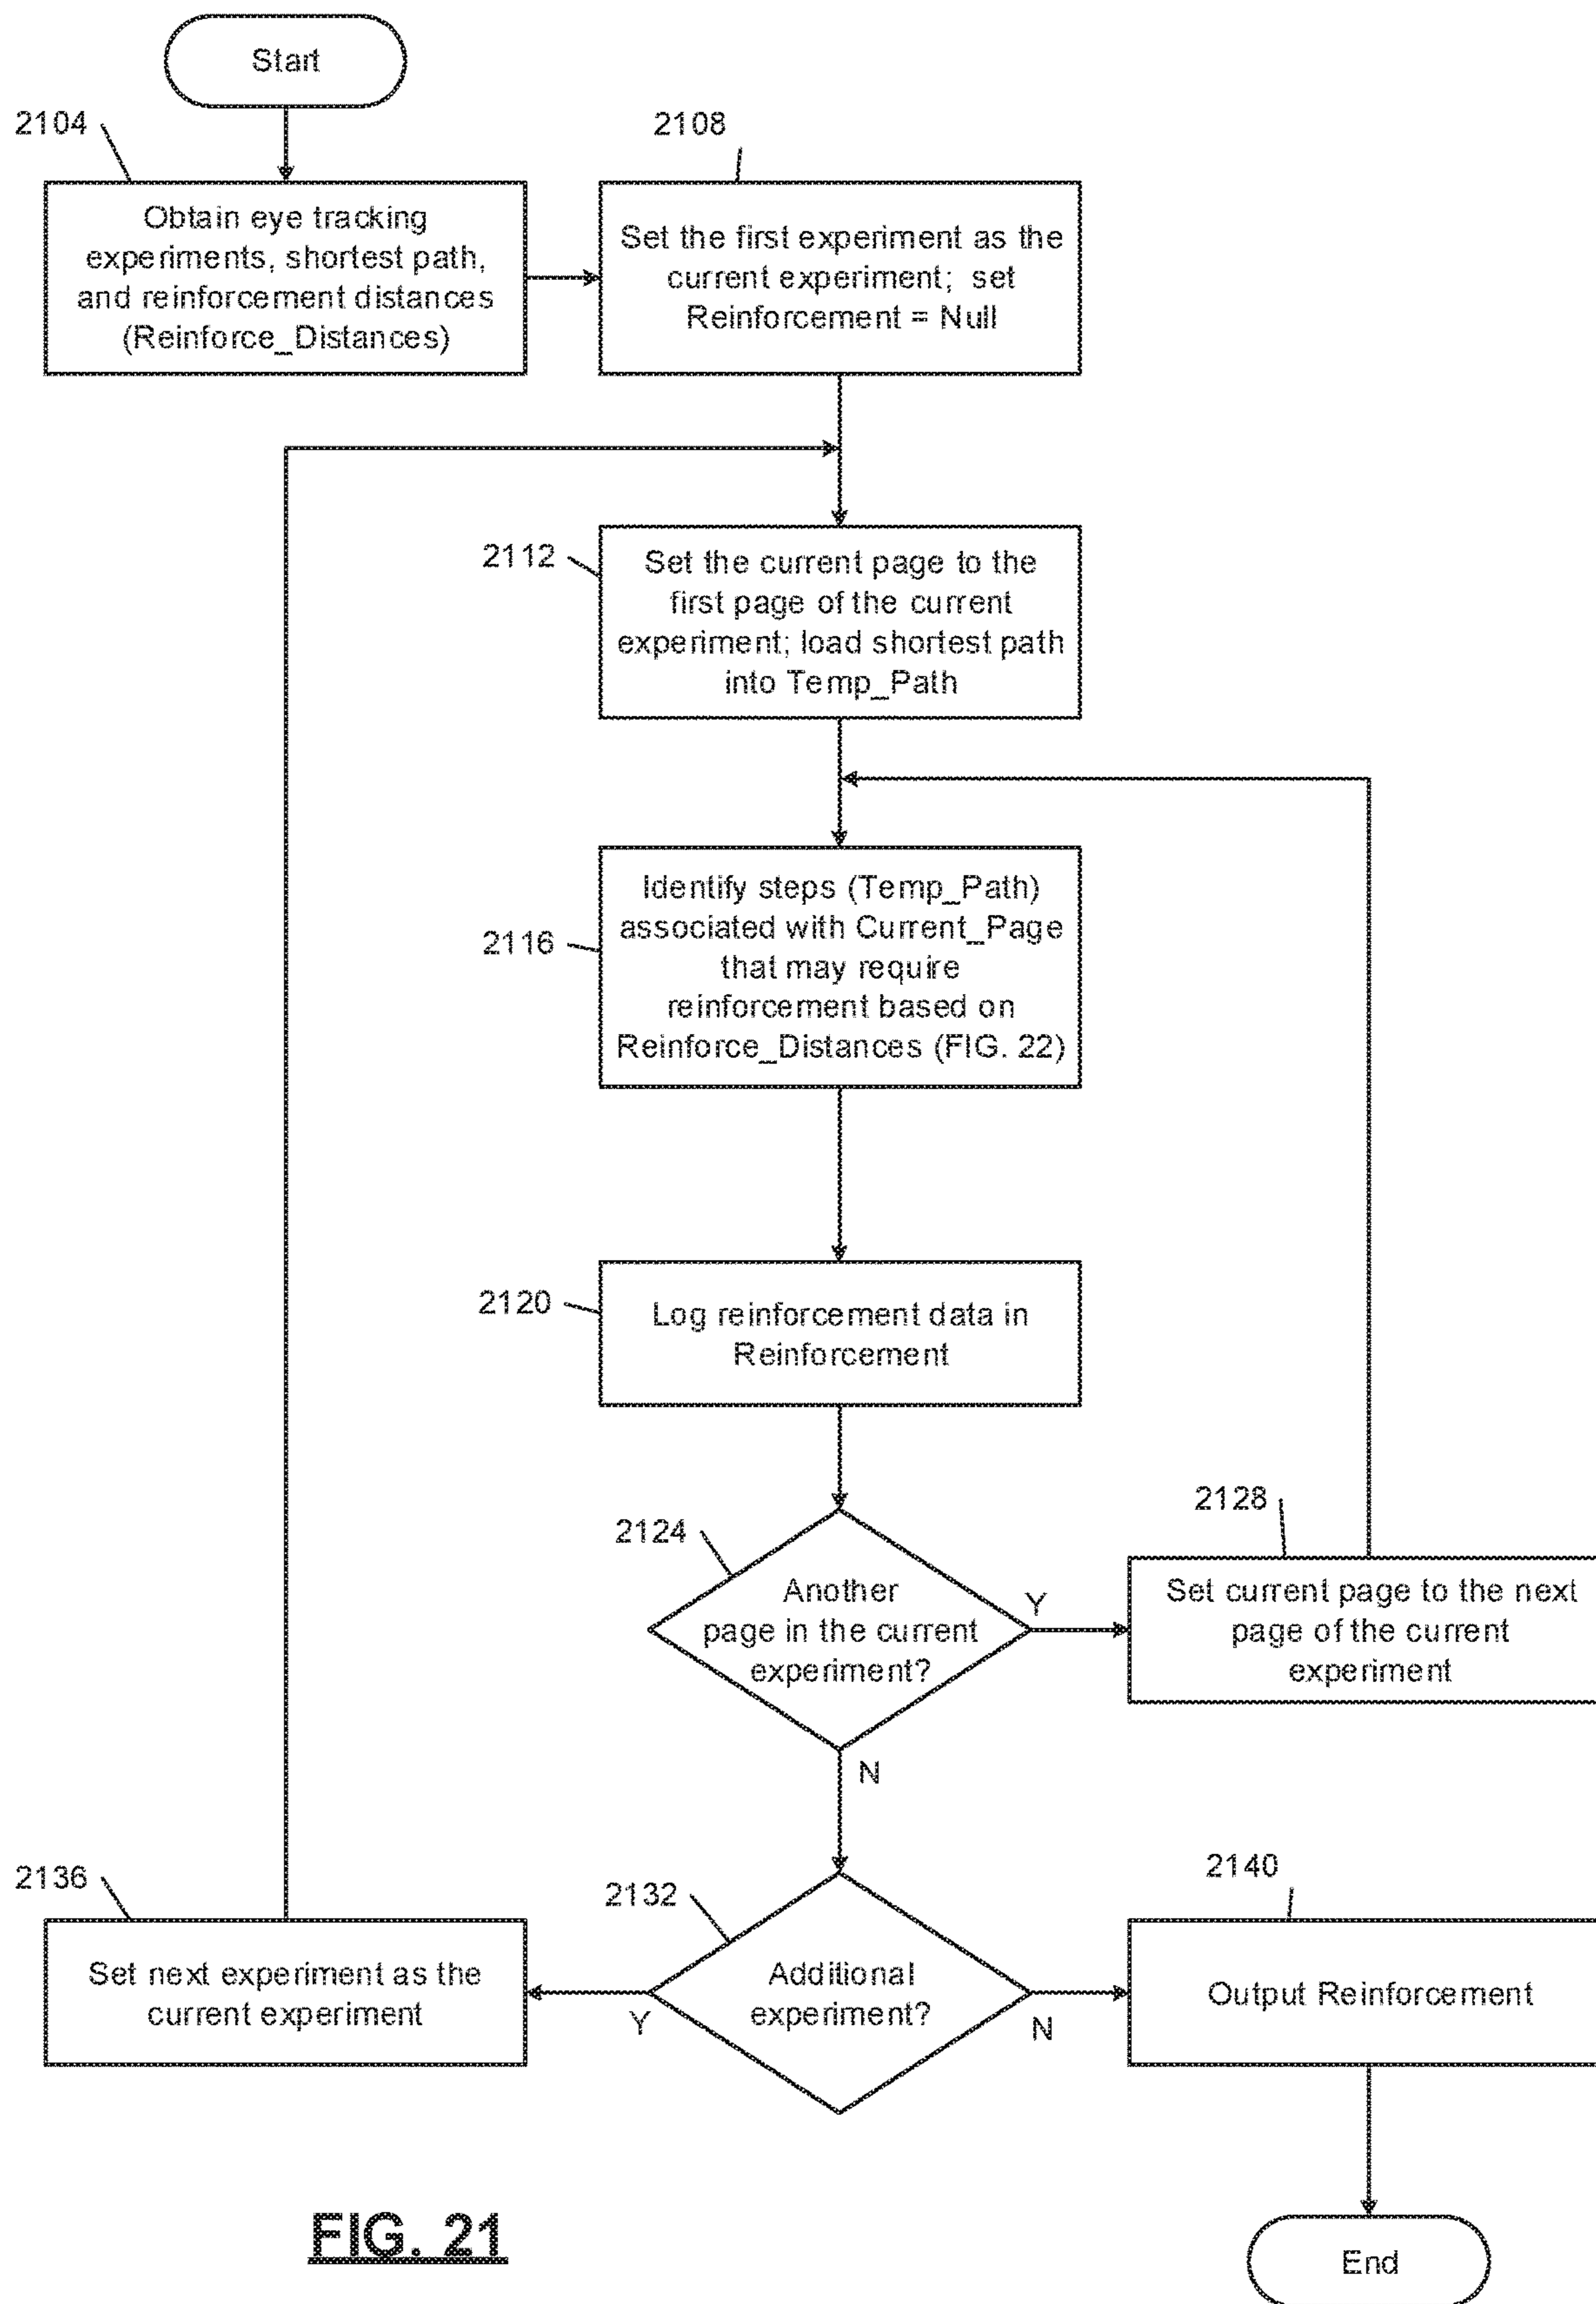 Start
2104
Obtain eye tracking
experiments, shortest path,
and reinforcement distances
(Reinforce_Distances)
2108
Set the first experiment as the
current experiment; set
Reinforcement = Null
2112
Set the current page to the
first page of the current
experiment; load shortest path
into Temp_Path
2116
Identify steps (Temp_Path)
associated with Current_Page
that may require
reinforcement based on
Reinforce_Distances (FIG. 22)
2120
Log reinforcement data in
Reinforcement
2124
Another
page in the current
experiment?
Y
N
2128
Set current page to the next
page of the current
experiment
2132
Additional
experiment?
Y
N
2136
Set next experiment as the
current experiment
2140
Output Reinforcement
End
FIG. 21